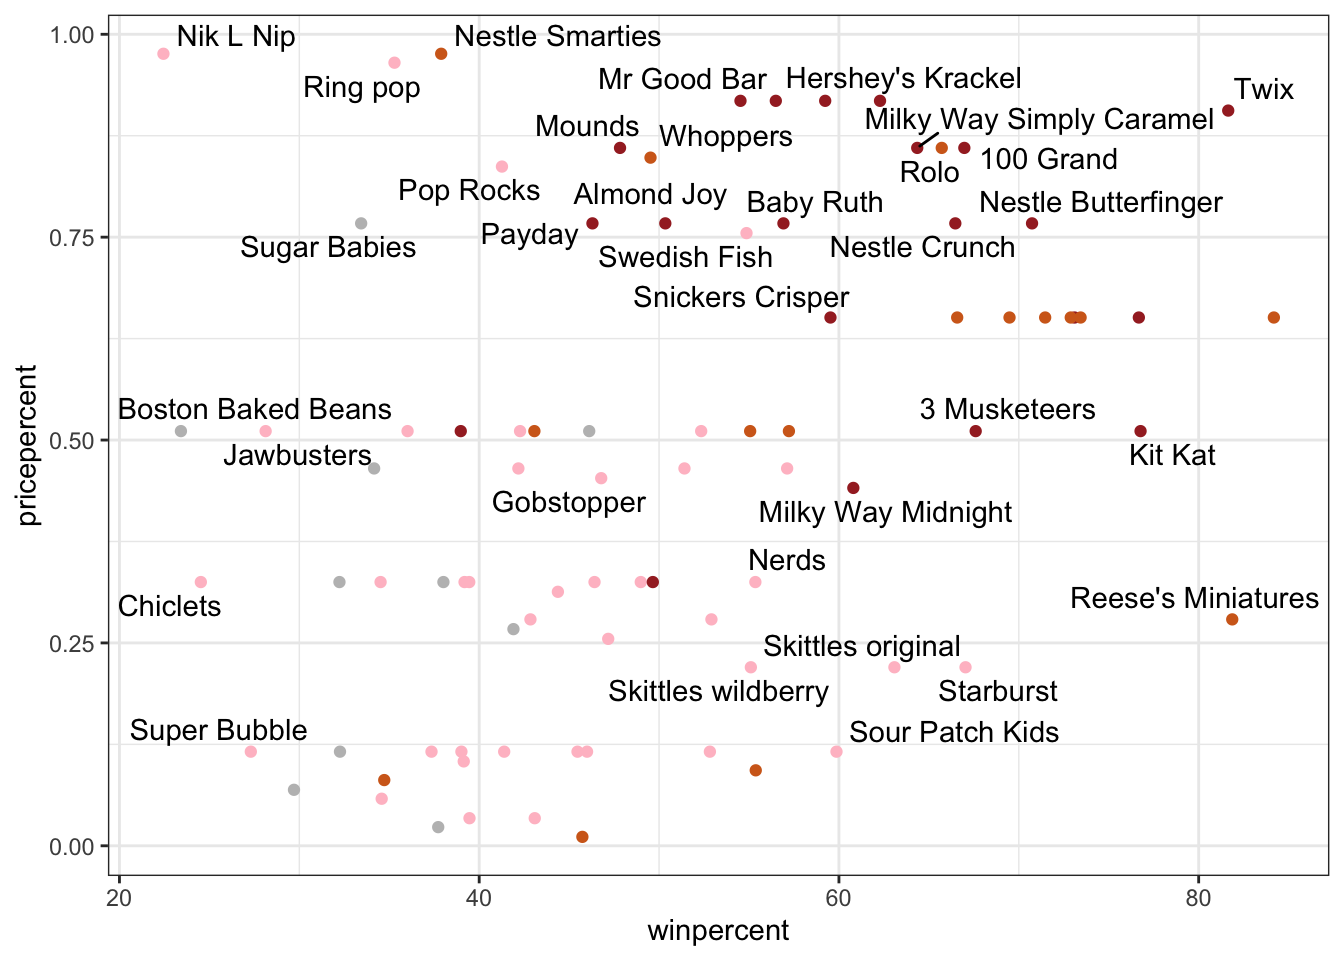 1.00
Nik L Nip
Nestle Smarties
Ring pop
Mr Good Bar
Hershey's Krackel
Twix
Mounds
Whoppers
Milky Way Simply Caramel
Rolo
100 Grand
Pop Rocks
Almond Joy
Baby Ruth
Nestle Butterfinger
0.75
Sugar Babies
Payday
Swedish Fish
Nestle Crunch
Snickers Crisper
pricepercent
Boston Baked Beans
3 Musketeers
0.50
Jawbusters
Kit Kat
Gobstopper
Milky Way Midnight
Nerds
Chiclets
Reese's Miniatures
0.25
Skittles original
Skittles wildberry
Starburst
Super Bubble
Sour Patch Kids
0.00
20
40
60
80
winpercent